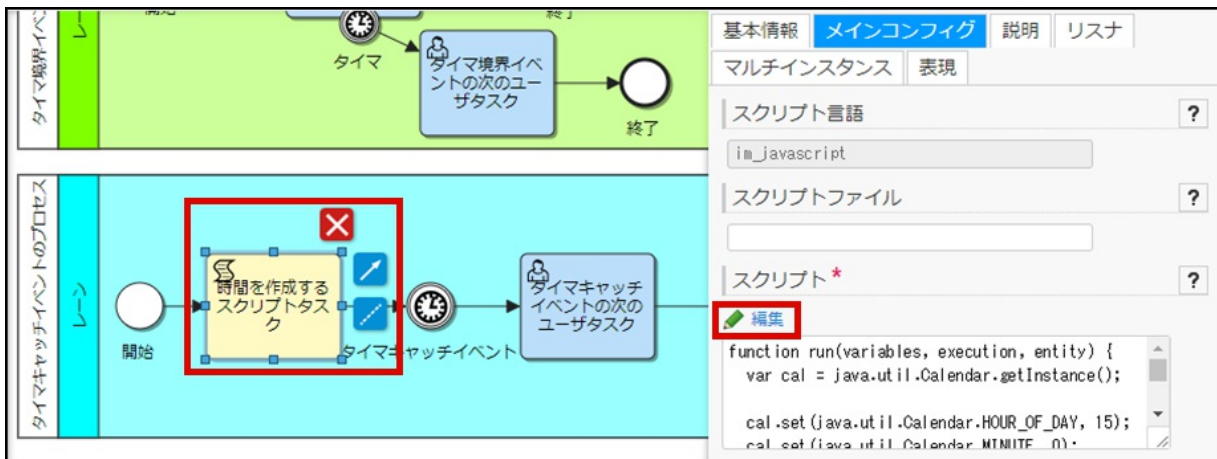 タイマ境界イベン
レーン
タイマ
タイマ境界イベ
ントの次のユー
ザタスク
終了
タイマキャッチイベントのプロセス
レーン
開始
時間を作成する
スクリプトタス
ク
タイマキャッチイベント
タイマキャッチ
イベントの次の
ユーザタスク
基本情報 メインコンフィグ 説明 リスナ
マルチインスタンス 表現
スクリプト言語 ?
im_javascript
スクリプトファイル ?
スクリプト* ?
編集
function run(variables, execution, entity) {
var cal = java.util.Calendar.getInstance();
cal.set(java.util.Calendar.HOUR_OF_DAY, 15);
cal.set(java.util.Calendar.MINUTE, 0);